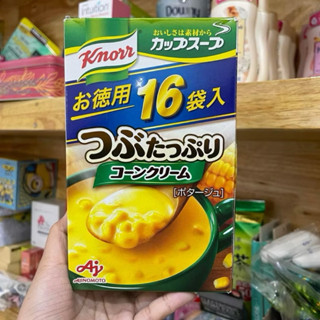 Knorr
おいしさは素材から
カップスープ
お徳用16袋入
つぶたっぷり
コーンクリーム
[ポタージュ]
AJINOMOTO